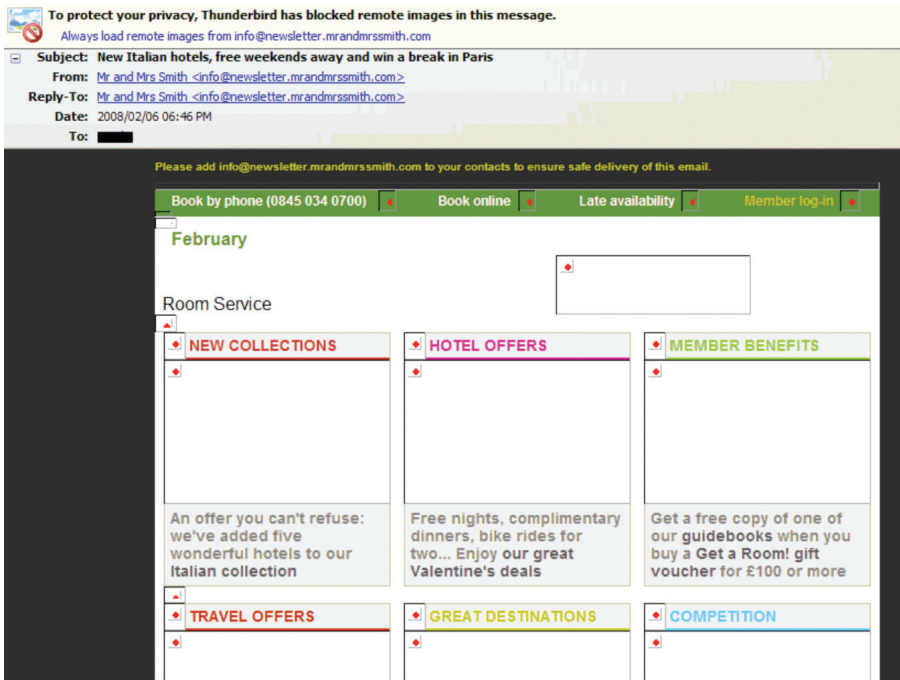 To protect your privacy, Thunderbird has blocked remote images in this message.
Always load remote images from info@newsletter.mrandmrssmith.com
Subject: New Italian hotels, free weekends away and win a break in Paris
From: Mr and Mrs Smith <info@newsletter.mrandmrssmith.com>
Reply-To: Mr and Mrs Smith <info@newsletter.mrandmrssmith.com>
Date: 2008/02/06 06:46 PM
To:
Please add info@newsletter.mrandmrssmith.com to your contacts to ensure safe delivery of this email.
Book by phone (0845 034 0700) Book online Late availability Member log-in
February
Room Service
NEW COLLECTIONS HOTEL OFFERS MEMBER BENEFITS
An offer you can't refuse:
we've added five
wonderful hotels to our
Italian collection
Free nights, complimentary
dinners, bike rides for
two... Enjoy our great
Valentine's deals
Get a free copy of one of
our guidebooks when you
buy a Get a Room! gift
voucher for £100 or more
TRAVEL OFFERS GREAT DESTINATIONS COMPETITION